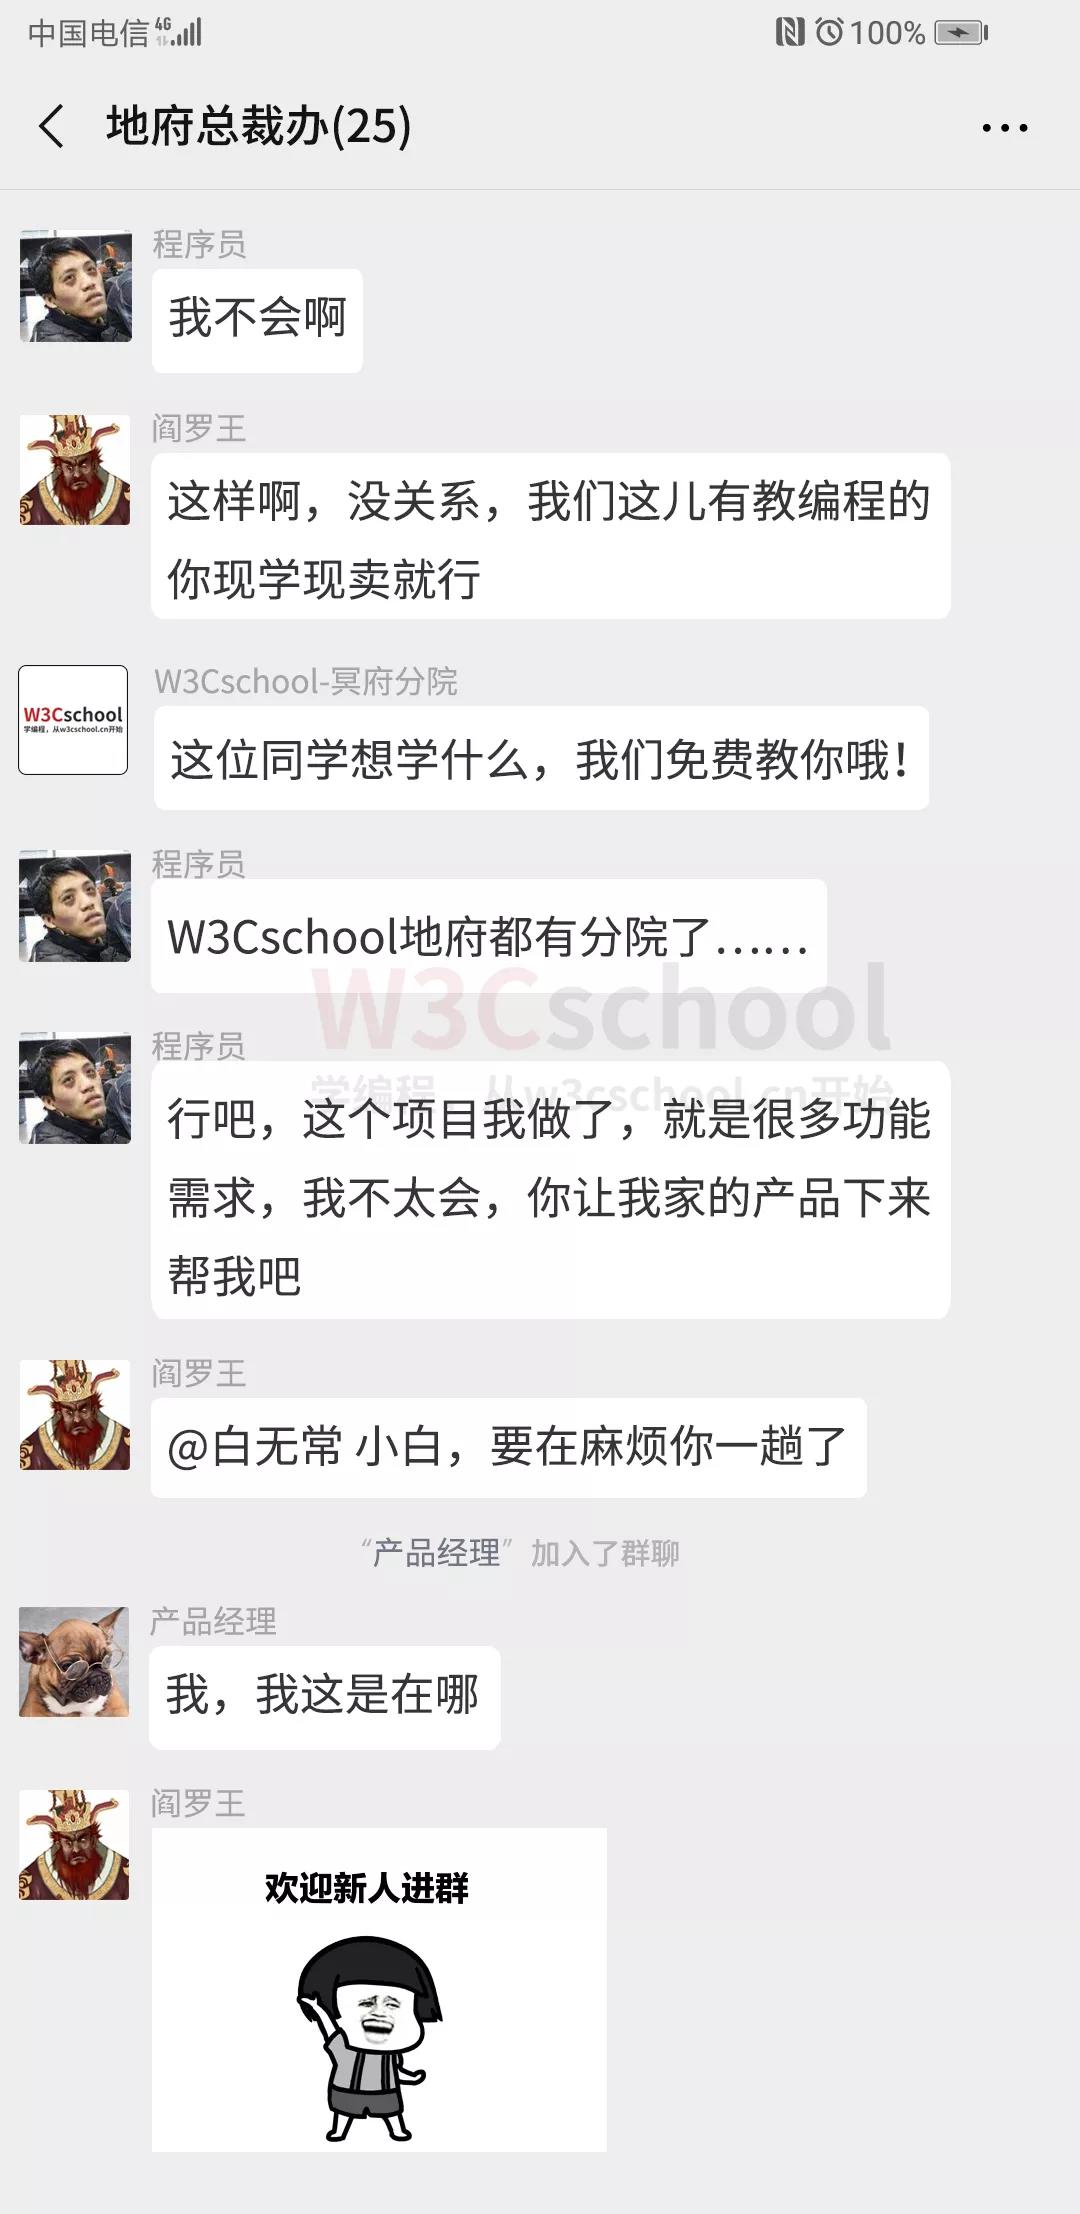 中国电信 4G 100%
地府总裁办(25)
程序员
我不会啊
阎罗王
这样啊，没关系，我们这儿有教编程的
你现学现卖就行
W3Cschool-冥府分院
W3Cschool
学编程，从w3cschool.cn开始
这位同学想学什么，我们免费教你哦！
程序员
W3Cschool地府都有分院了......
W3Cschool
学编程，从w3cschool.cn开始
程序员
行吧，这个项目我做了，就是很多功能
需求，我不太会，你让我家的产品下来
帮我吧
阎罗王
@白无常 小白，要在麻烦你一趟了
“产品经理” 加入了群聊
产品经理
我，我这是在哪
阎罗王
欢迎新人进群